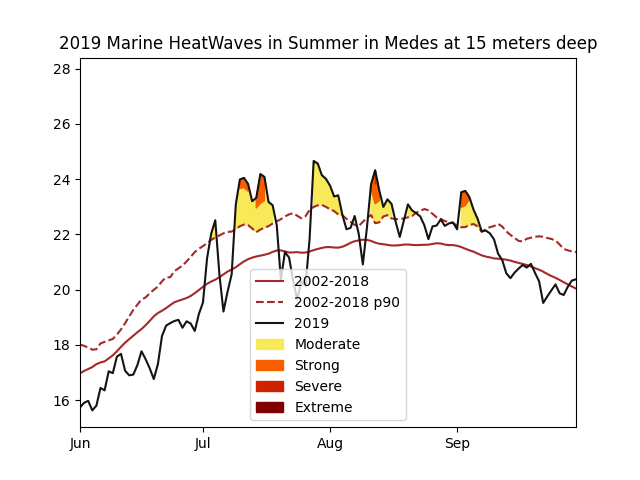 2019 Marine HeatWaves in Summer in Medes at 15 meters deep
28
26
24
22
20
18
16
Jun
Jul
Aug
Sep
2002-2018
2002-2018 p90
2019
Moderate
Strong
Severe
Extreme